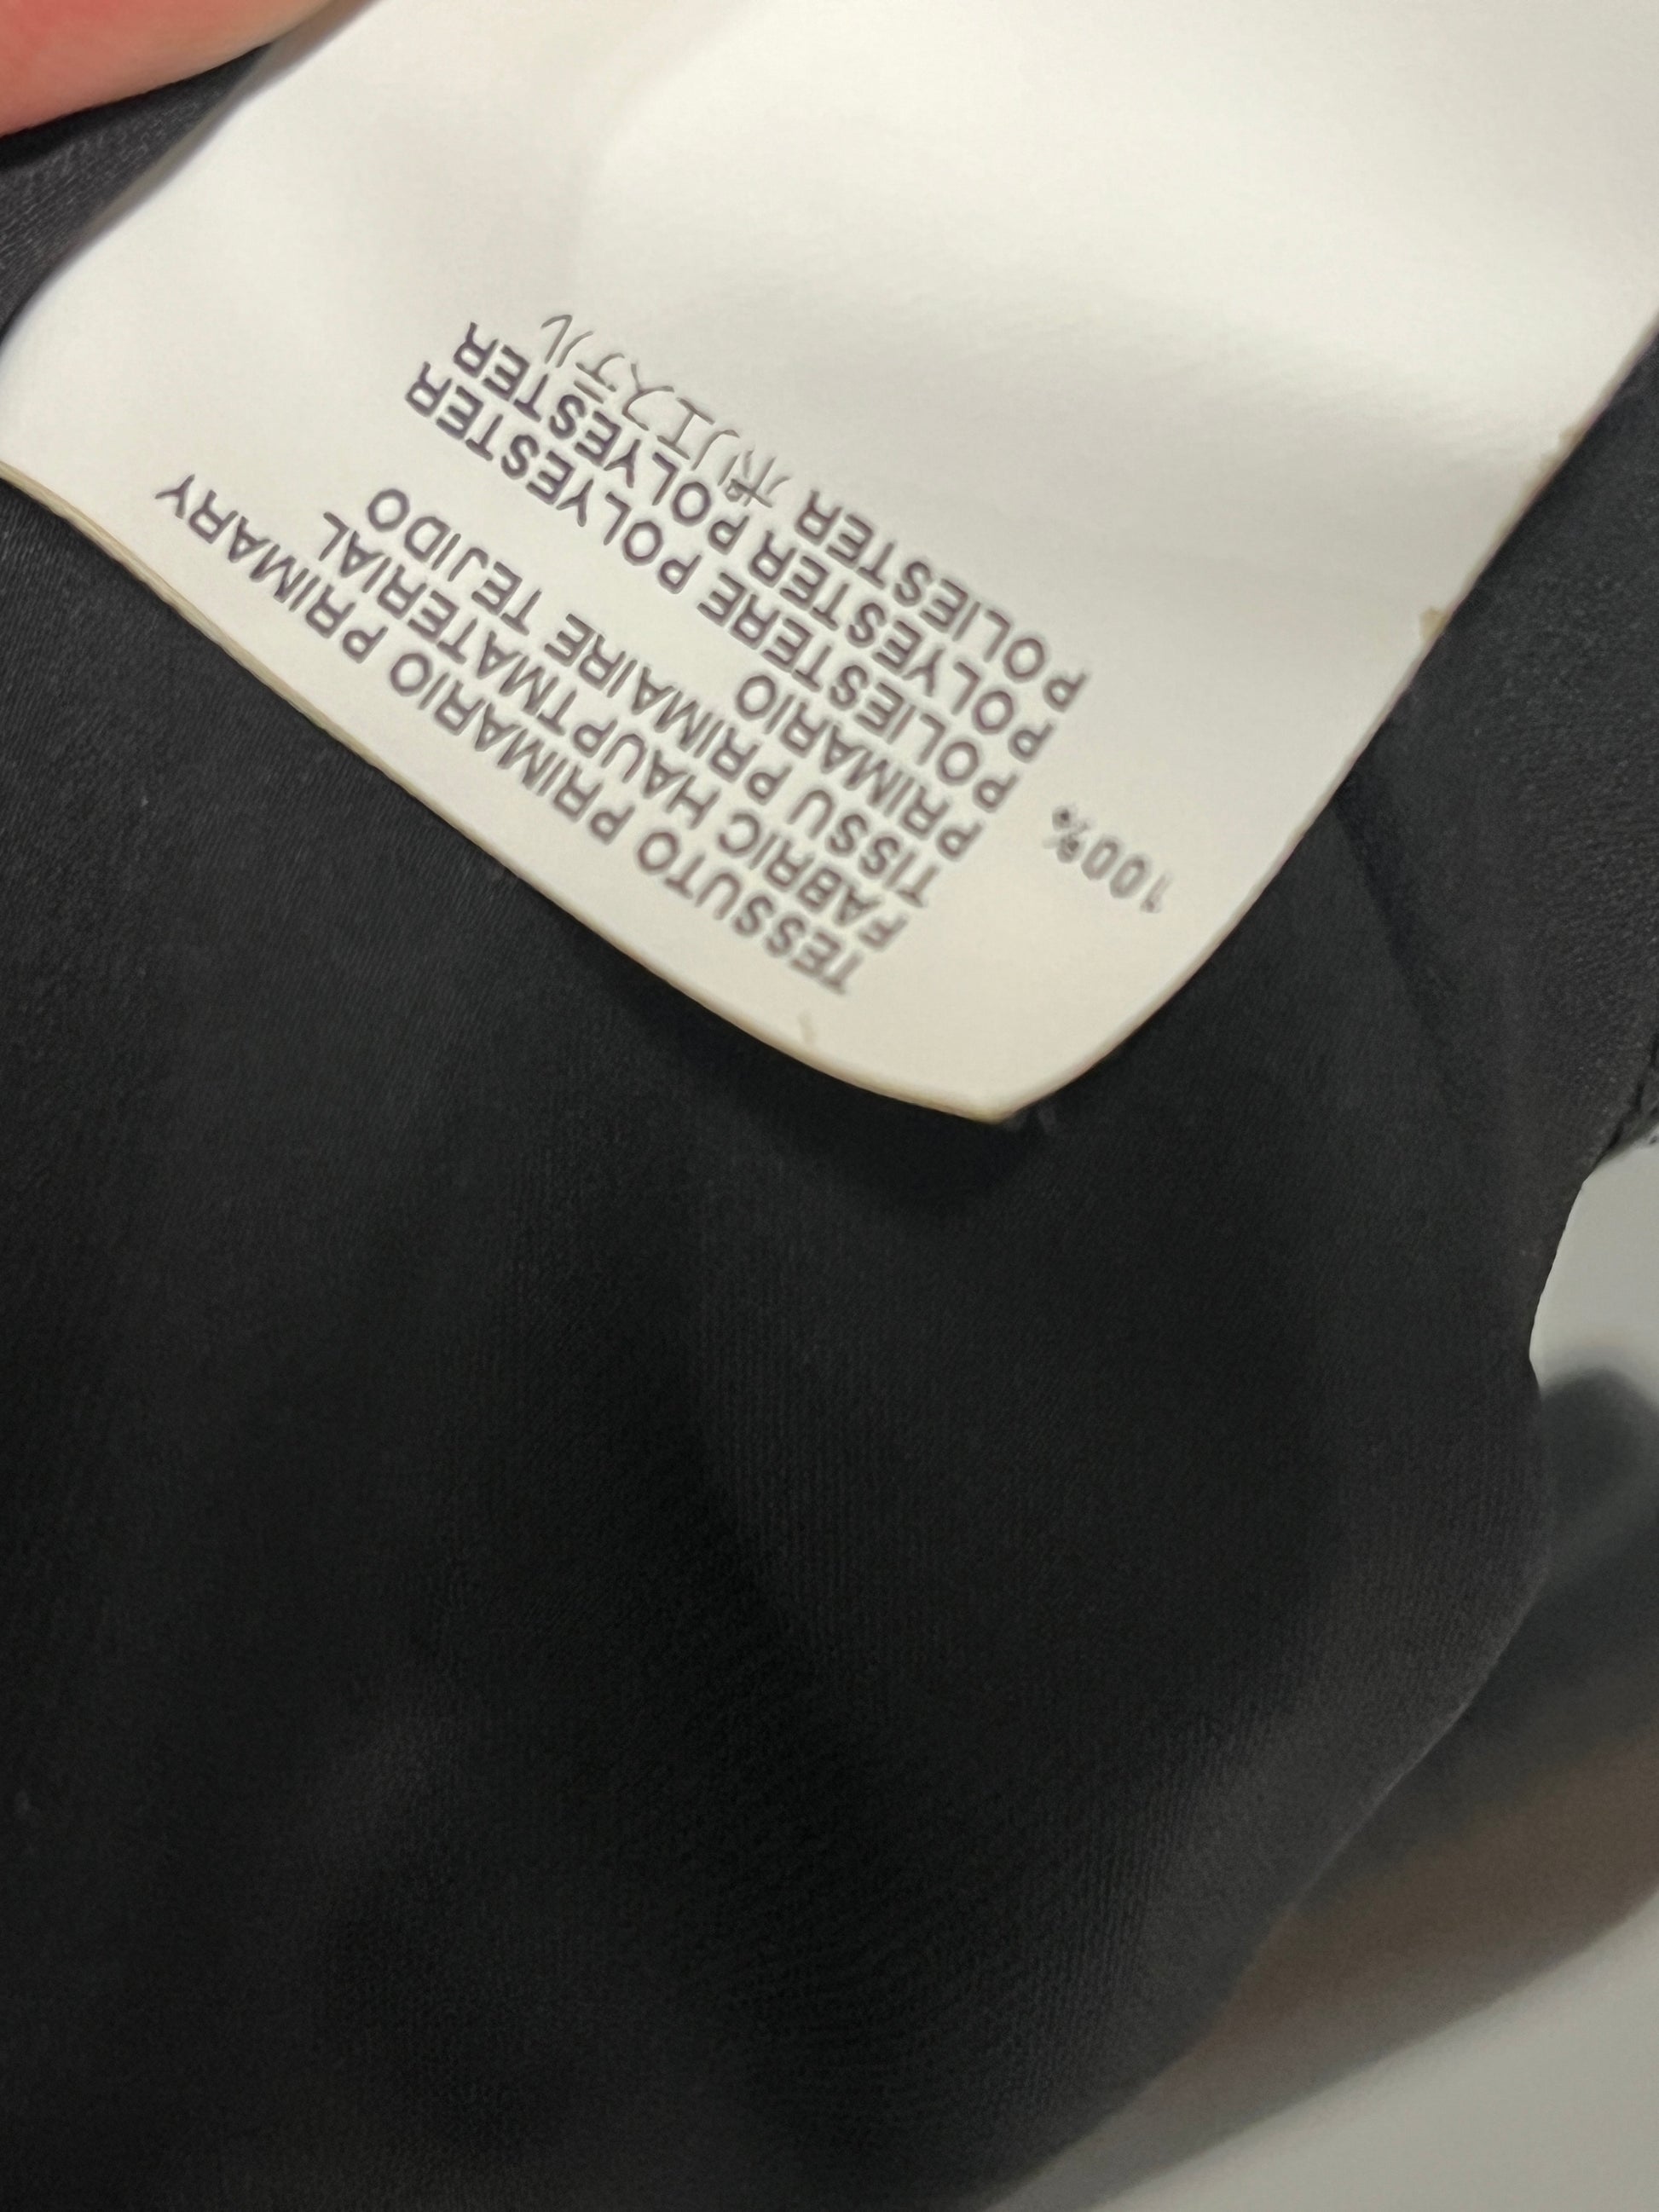 TESSUTO PRIMARIO PRIMARY
FABRIC HAUPTMATERIAL
TISSU PRIMAIRE TEJIDO
PRIMARIO
100% POLIESTERE POLYESTER
POLYESTER POLYESTER
POLIESTER ポリエステル